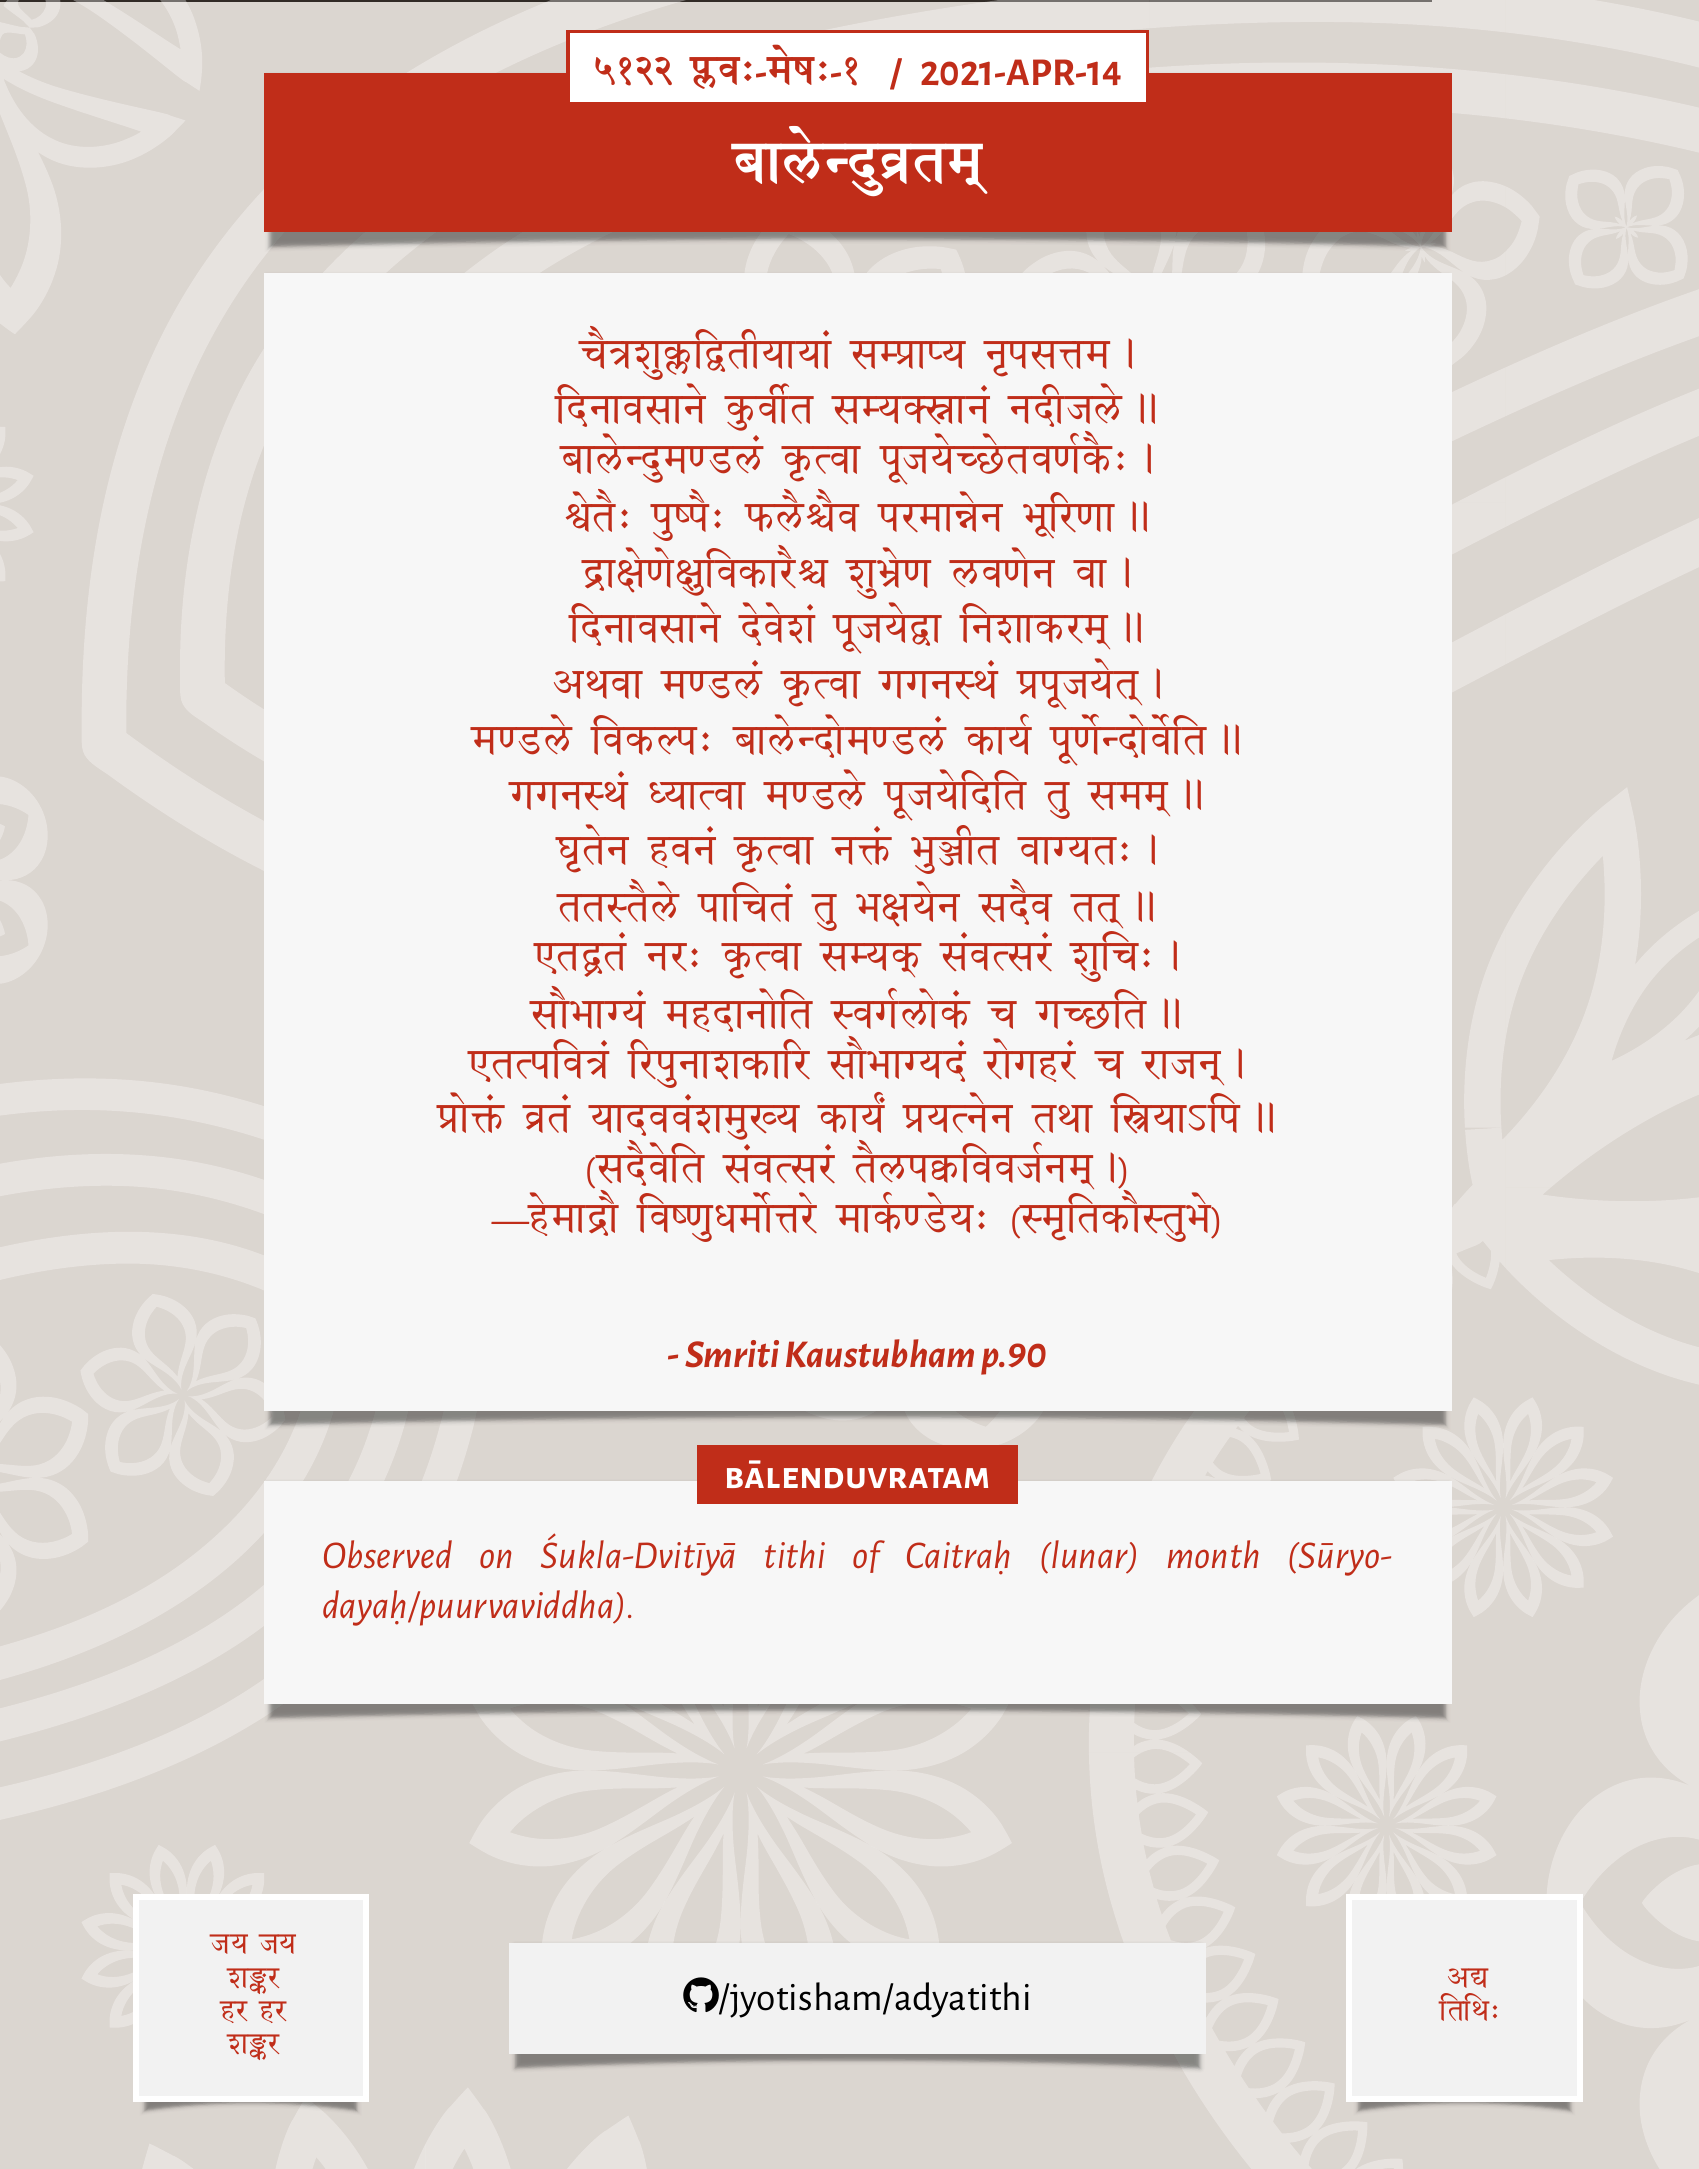 ५१२२ प्लवः-मेषः-१ / 2021-APR-14
बालेन्दुव्रतम्
चैत्रशुक्लद्वितीयायां सम्प्राप्य नृपसत्तम ।
दिनावसाने कुर्वीत सम्यक्स्नानं नदीजले ॥
बालेन्दुमण्डलं कृत्वा पूजयेच्छेतवर्णकैः ।
श्वेतैः पुष्पैः फलैश्चैव परमान्नेन भूरिणा ॥
द्राक्षेणेक्षुविकारैश्च शुभ्रेण लवणेन वा ।
दिनावसाने देवेशं पूजयेद्वा निशाकरम् ॥
अथवा मण्डलं कृत्वा गगनस्थं प्रपूजयेत् ।
मण्डले विकल्पः बालेन्दोमण्डलं कार्य पूर्णेन्दोर्वेति ॥
गगनस्थं ध्यात्वा मण्डले पूजयेदिति तु समम् ॥
घृतेन हवनं कृत्वा नक्तं भुञ्जीत वाग्यतः ।
ततस्तैले पाचितं तु भक्षयेन सदैव तत् ॥
एतद्व्रतं नरः कृत्वा सम्यक् संवत्सरं शुचिः ।
सौभाग्यं महदानोति स्वर्गलोकं च गच्छति ॥
एतत्पवित्रं रिपुनाशकारि सौभाग्यदं रोगहरं च राजन् ।
प्रोक्तं व्रतं यादववंशमुख्य कार्यं प्रयत्नेन तथा स्त्रियाऽपि ॥
(सदैवेति संवत्सरं तैलपक्वविवर्जनम् ।)
—हेमाद्रौ विष्णुधर्मोत्तरे मार्कण्डेयः (स्मृतिकौस्तुभे)
- Smriti Kaustubham p.90
BĀLENDUVRATAM
Observed on Śukla-Dvitīyā tithi of Caitraḥ (lunar) month (Sūryo-
dayaḥ/puurvaviddha).
जय जय
शङ्कर
हर हर
शङ्कर
/jyotisham/adyatithi
अद्य
तिथिः